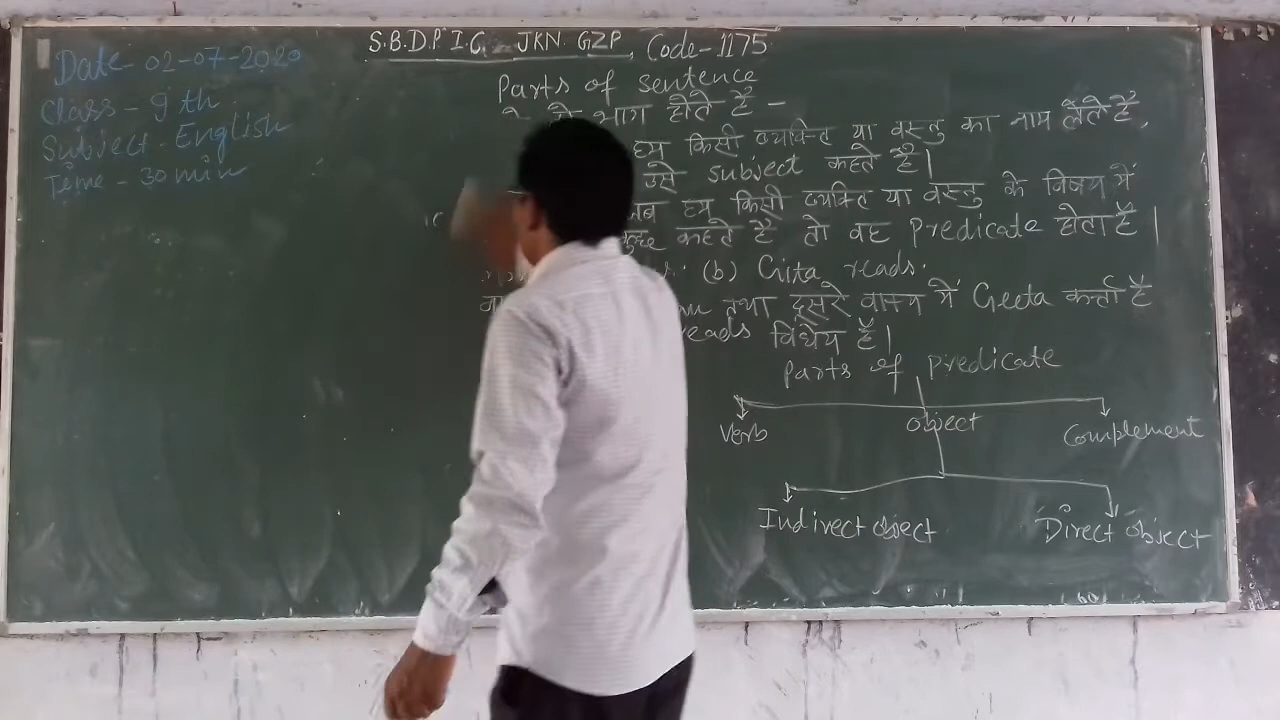 S.B.D.P. I.C. JKN. GZP, Code-1175
Date- 02-07-2020
Class- 9th
Subject- English
Time - 30 min
Parts of sentence
भाग होते हैं -
हम किसी व्यक्ति या वस्तु का नाम लेते हैं,
उसे subject कहते हैं।
जब हम किसी व्यक्ति या वस्तु के विषय में
कुछ कहते हैं तो वह Predicate होता है।
(b) Gita reads.
तथा दूसरे वाक्य में Geeta कर्त्ता है
reads विधेय है।
Parts of predicate
Verb object Complement
Indirect object Direct object